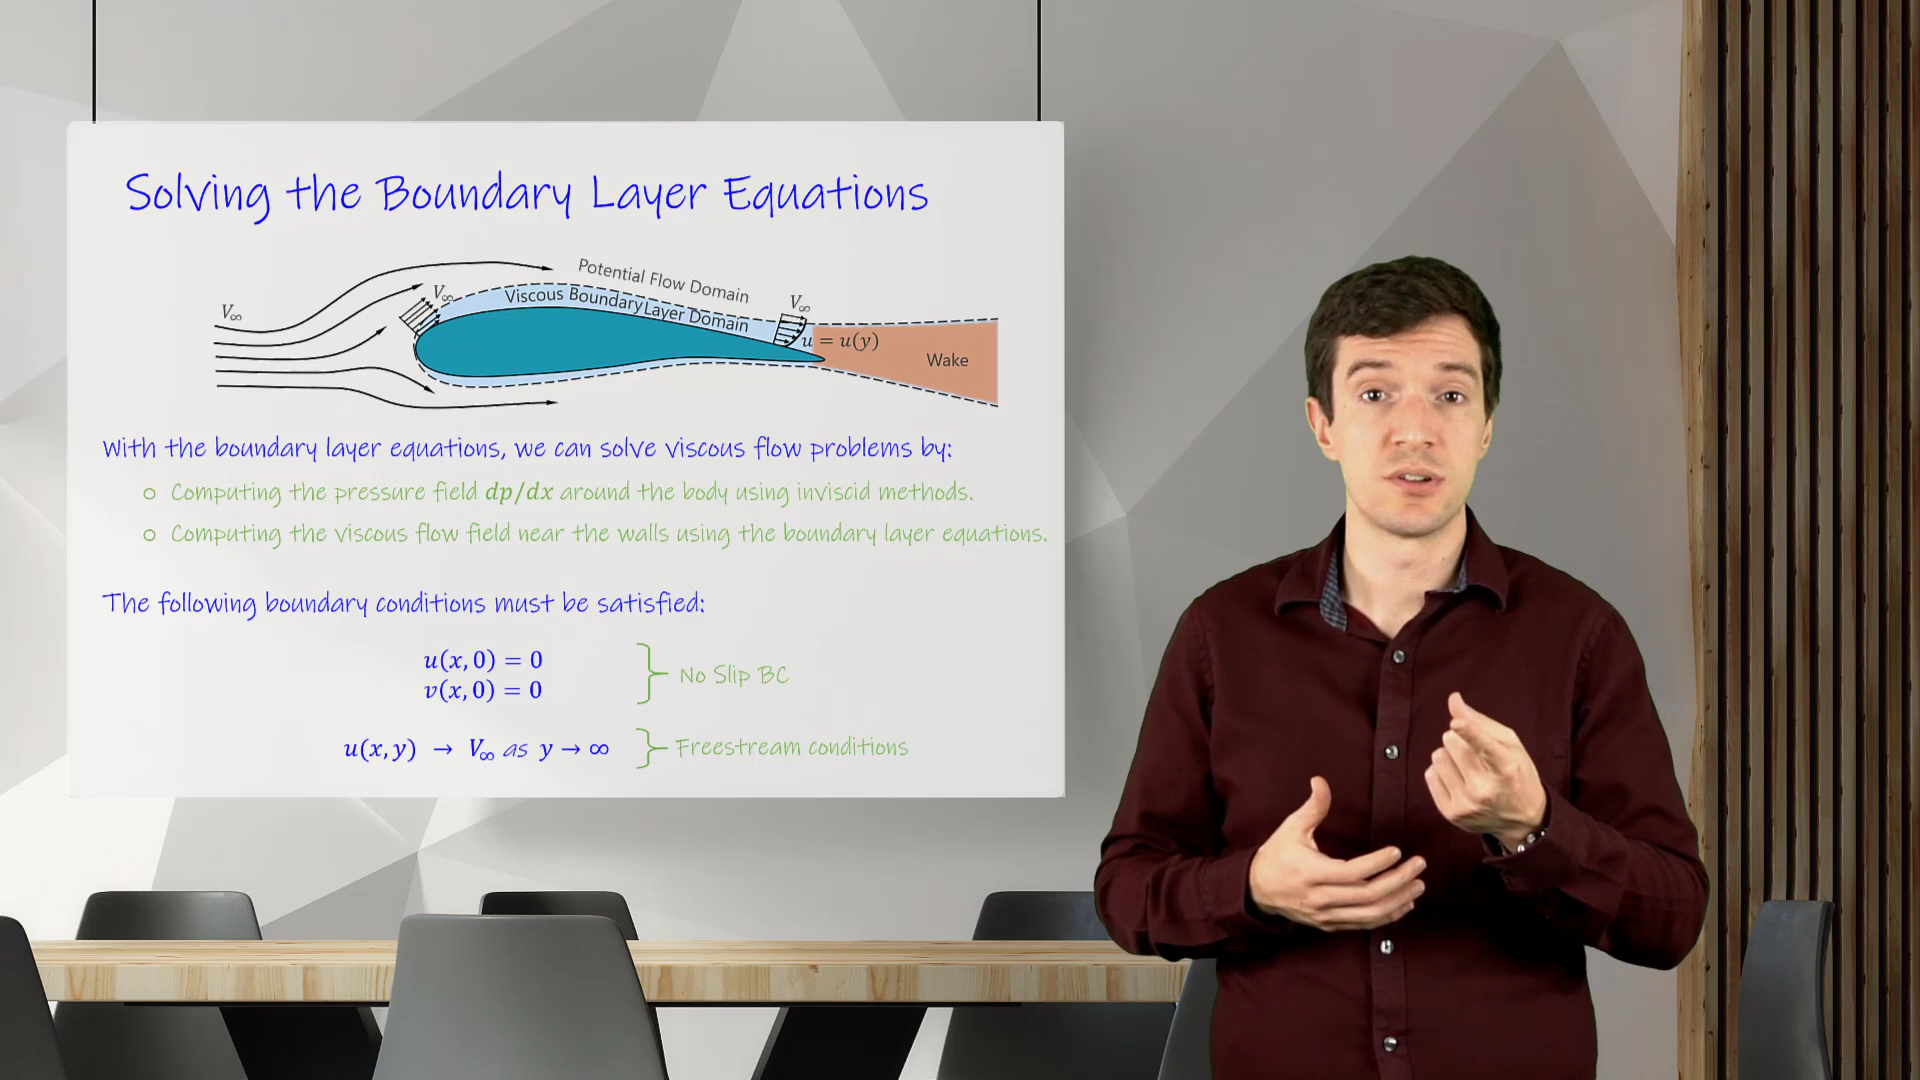 Solving the Boundary Layer Equations
Potential Flow Domain
V∞
Viscous Boundary Layer Domain
V∞
V∞
u = u(y)
Wake
With the boundary layer equations, we can solve viscous flow problems by:
○ Computing the pressure field dp/dx around the body using inviscid methods.
○ Computing the viscous flow field near the walls using the boundary layer equations.
The following boundary conditions must be satisfied:
u(x, 0) = 0
v(x, 0) = 0
No Slip BC
u(x, y) → V∞ as y → ∞
Freestream conditions